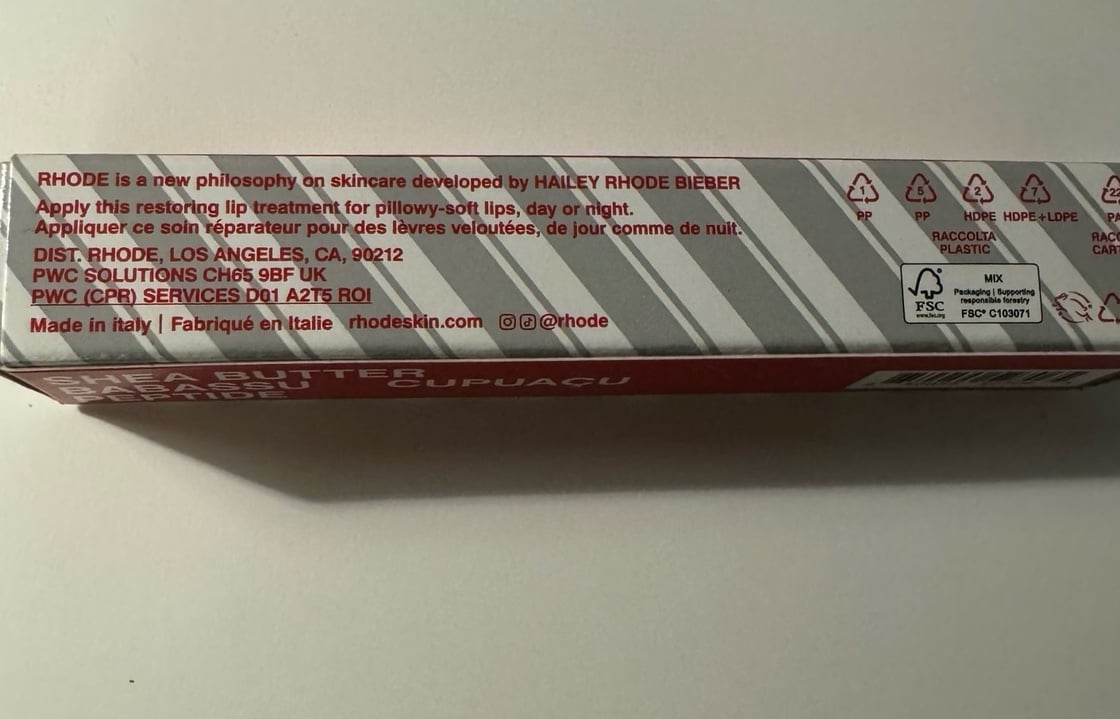 RHODE is a new philosophy on skincare developed by HAILEY RHODE BIEBER
Apply this restoring lip treatment for pillowy-soft lips, day or night.
Appliquer ce soin réparateur pour des lèvres veloutées, de jour comme de nuit.
DIST. RHODE, LOS ANGELES, CA, 90212
PWC SOLUTIONS CH65 9BF UK
PWC (CPR) SERVICES D01 A2T5 ROI
Made in italy | Fabriqué en Italie rhodeskin.com @rhode
1 5 2 7
PP PP HDPE HDPE+LDPE
RACCOLTA
PLASTIC
FSC
www.fsc.org
MIX
Packaging | Supporting
responsible forestry
FSC® C103071
SHEA BUTTER
BABASSU CUPUAÇU
PEPTIDE